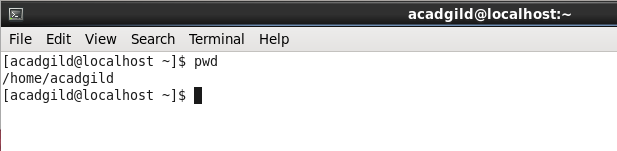 acadgild@localhost:~
File Edit View Search Terminal Help
[acadgild@localhost ~]$ pwd
/home/acadgild
[acadgild@localhost ~]$